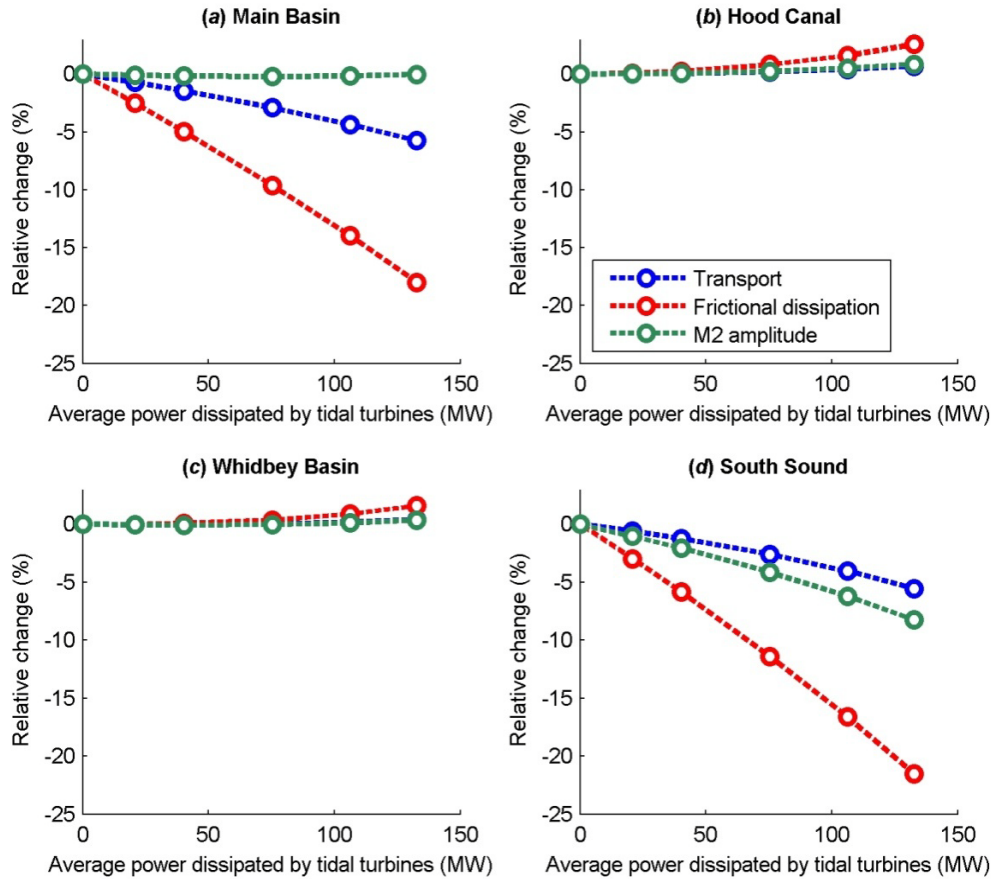 (a) Main Basin
0
-5
-10
-15
-20
-25
Relative change (%)
0 50 100 150
Average power dissipated by tidal turbines (MW)
(b) Hood Canal
0
-5
-10
-15
-20
-25
Relative change (%)
Transport
Frictional dissipation
M2 amplitude
0 50 100 150
Average power dissipated by tidal turbines (MW)
(c) Whidbey Basin
0
-5
-10
-15
-20
-25
Relative change (%)
0 50 100 150
Average power dissipated by tidal turbines (MW)
(d) South Sound
0
-5
-10
-15
-20
-25
Relative change (%)
0 50 100 150
Average power dissipated by tidal turbines (MW)